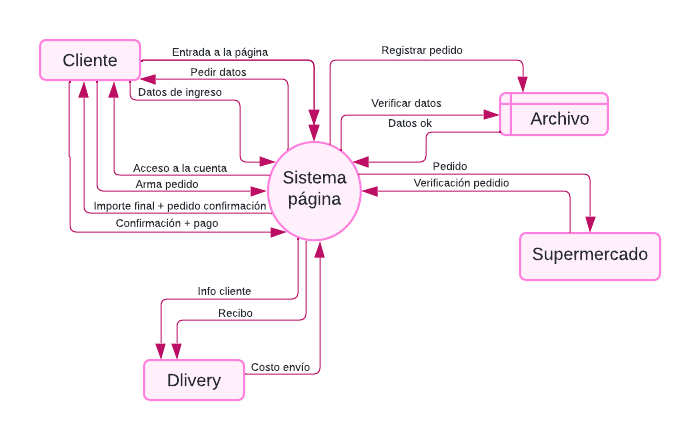 Registrar pedido
Entrada a la página
Cliente
Pedir datos
Datos de ingreso
Verificar datos
Archivo
Datos ok
Pedido
Acceso a la cuenta
Sistema
página
Verificación pedidio
Arma pedido
Importe final + pedido confirmación
Confirmación + pago
Supermercado
Info cliente
Recibo
Costo envío
Dlivery